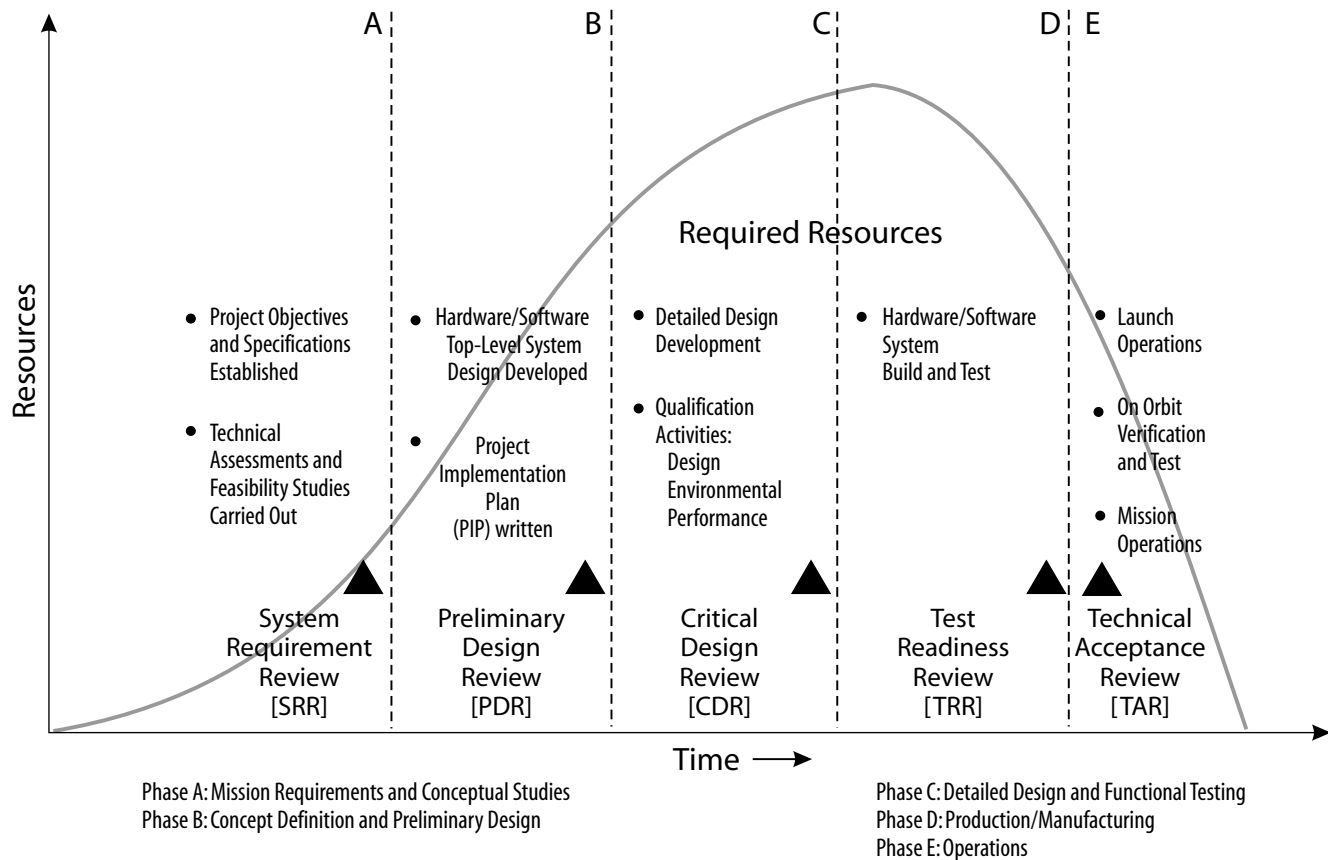 A
B
C
D
E
Resources
Required Resources
Project Objectives
and Specifications
Established
Technical
Assessments and
Feasibility Studies
Carried Out
System
Requirement
Review
[SRR]
Hardware/Software
Top-Level System
Design Developed
Project
Implementation
Plan
(PIP) written
Preliminary
Design
Review
[PDR]
Detailed Design
Development
Qualification
Activities:
Design
Environmental
Performance
Critical
Design
Review
[CDR]
Hardware/Software
System
Build and Test
Test
Readiness
Review
[TRR]
Launch
Operations
On Orbit
Verification
and Test
Mission
Operations
Technical
Acceptance
Review
[TAR]
Time
Phase A: Mission Requirements and Conceptual Studies
Phase B: Concept Definition and Preliminary Design
Phase C: Detailed Design and Functional Testing
Phase D: Production/Manufacturing
Phase E: Operations